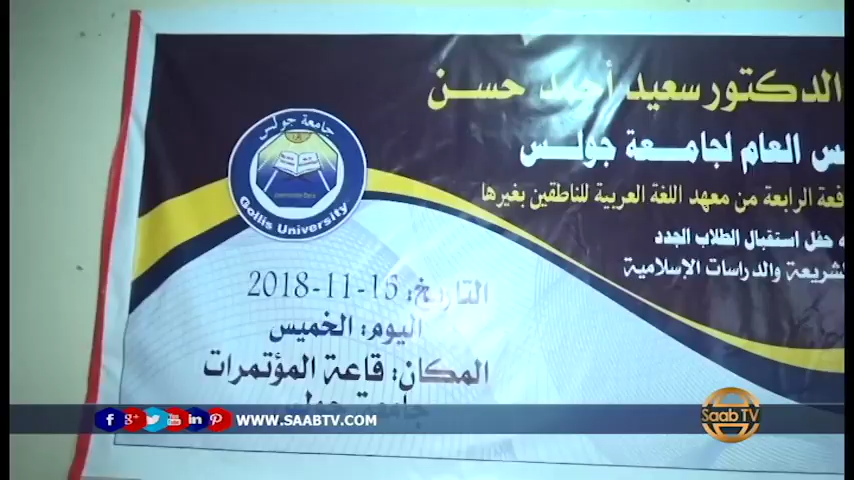 الدكتور سعيد أحمد حسن
العام لجامعة جولس
الرابعة من معهد اللغة العربية للناطقين بغيرها
حفل استقبال الطلاب الجدد
الشريعة والدراسات الإسلامية
جامعة جولس
Gollis University
التاريخ: 15-11-2018
اليوم: الخميس
المكان: قاعة المؤتمرات
WWW.SAABTV.COM
Saab TV